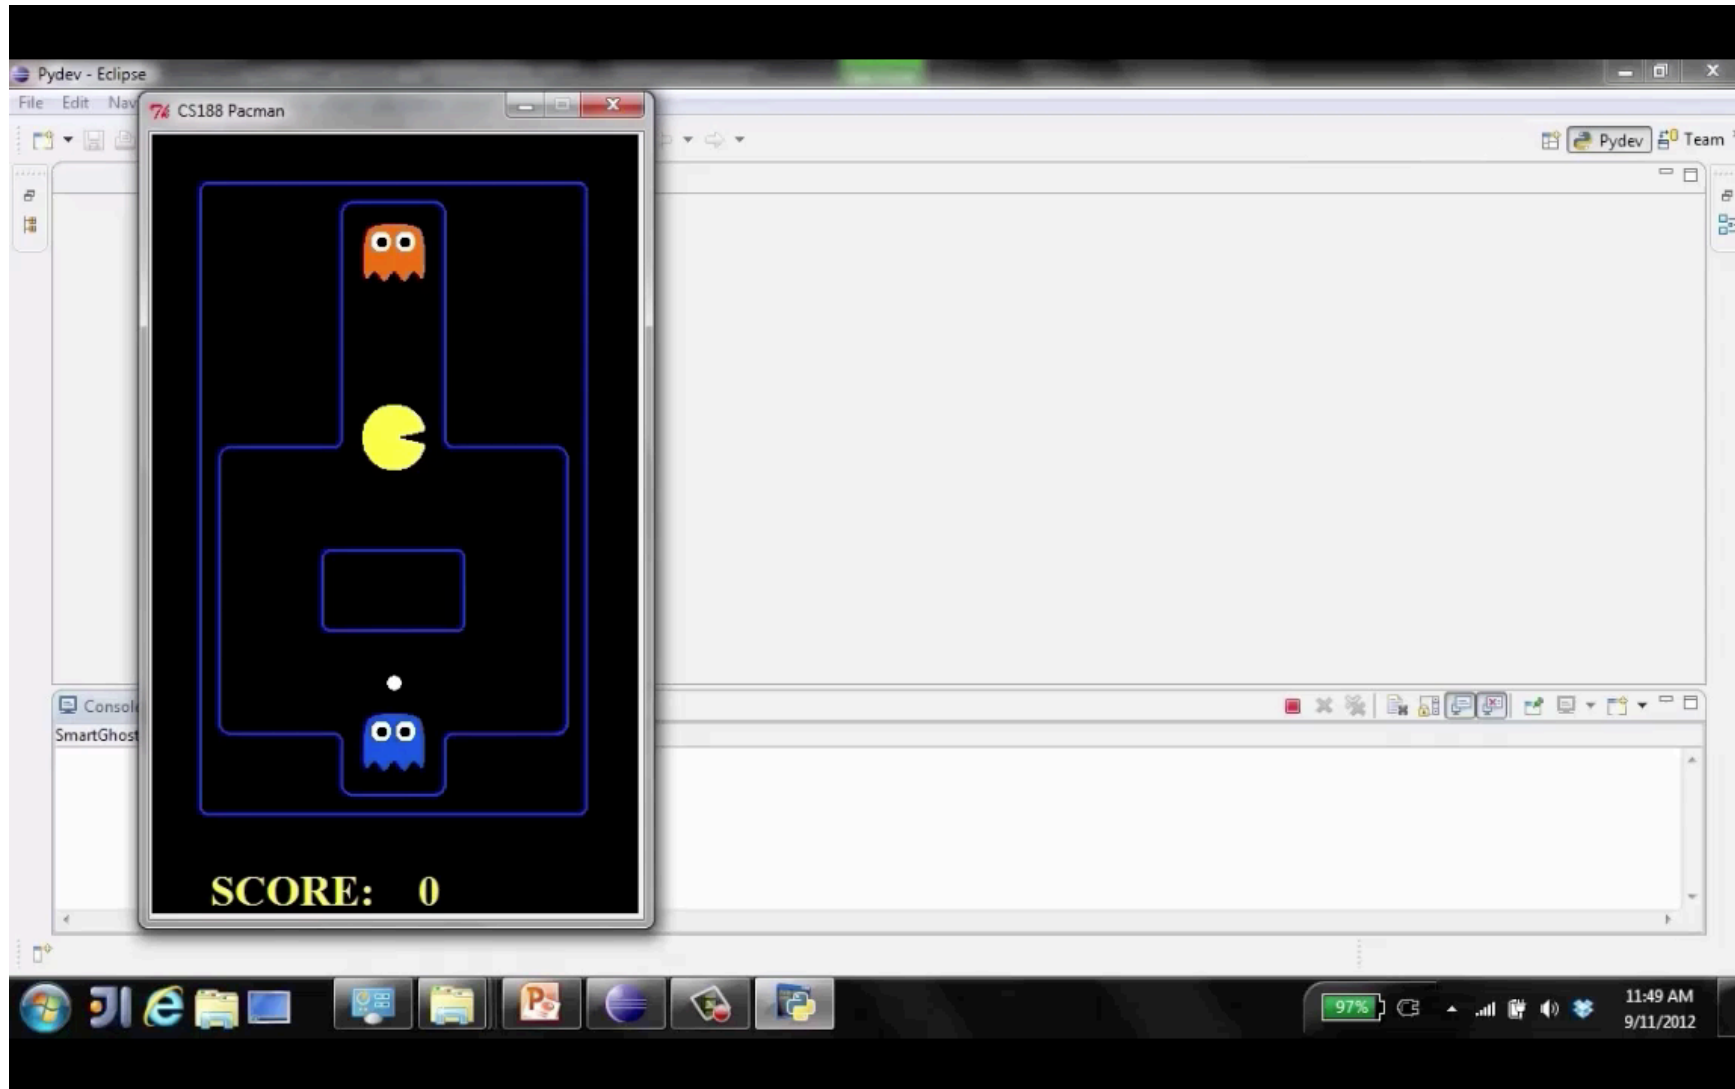 Pydev - Eclipse
File Edit Nav
CS188 Pacman
Pydev
Team
Consol
SmartGhost
SCORE: 0
97%
11:49 AM
9/11/2012